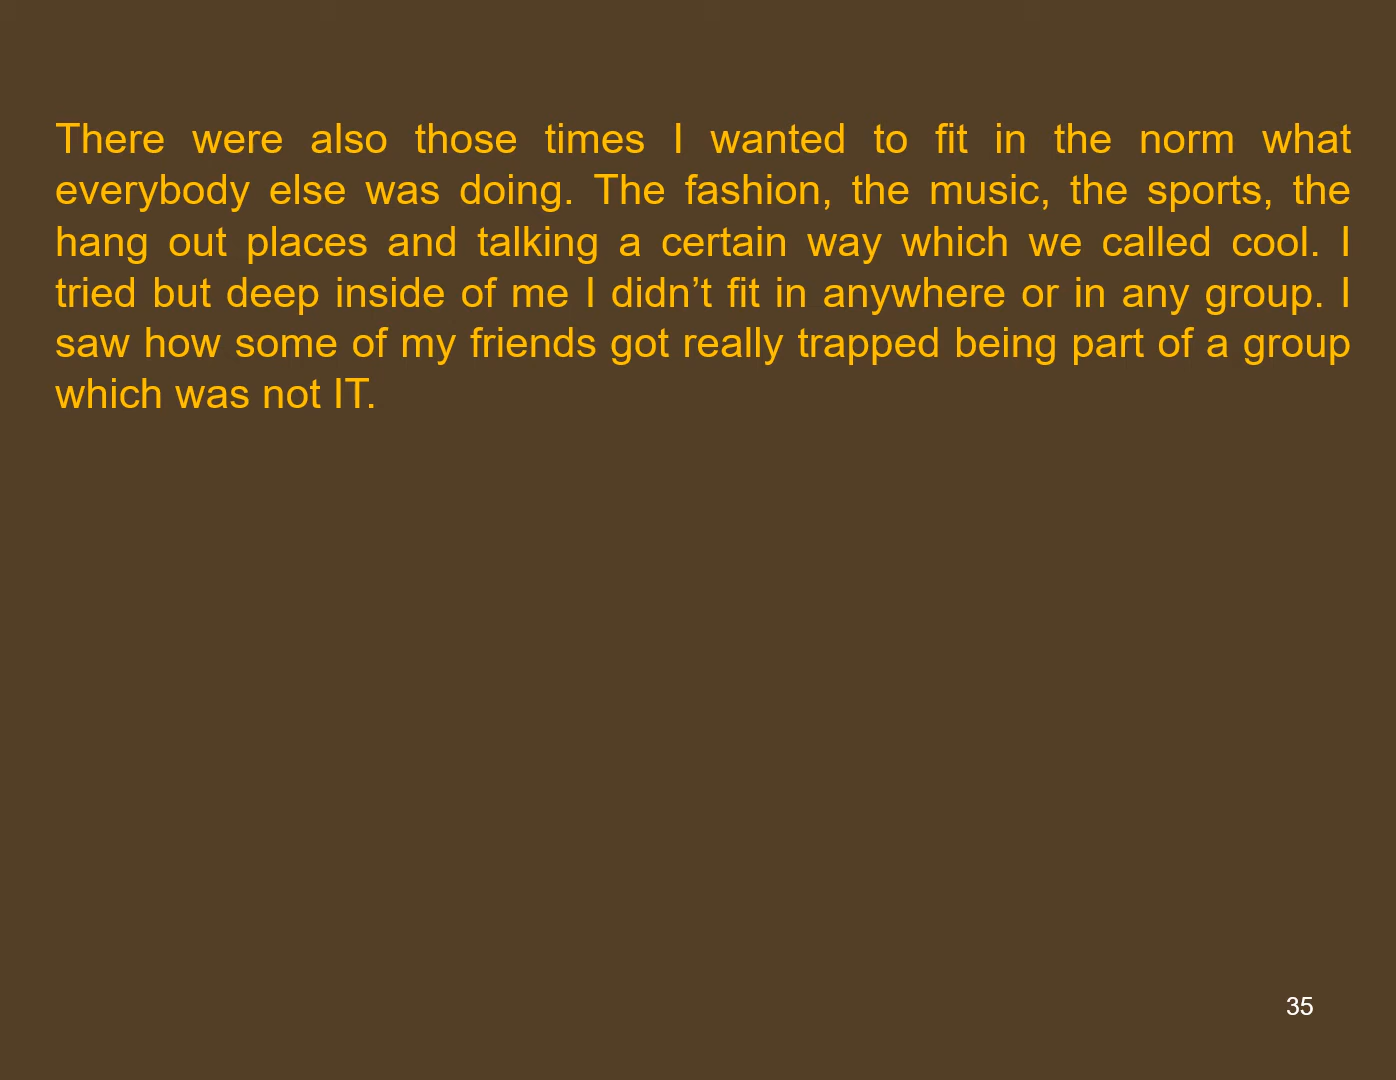 There were also those times I wanted to fit in the norm what
everybody else was doing. The fashion, the music, the sports, the
hang out places and talking a certain way which we called cool. I
tried but deep inside of me I didn’t fit in anywhere or in any group. I
saw how some of my friends got really trapped being part of a group
which was not IT.
35